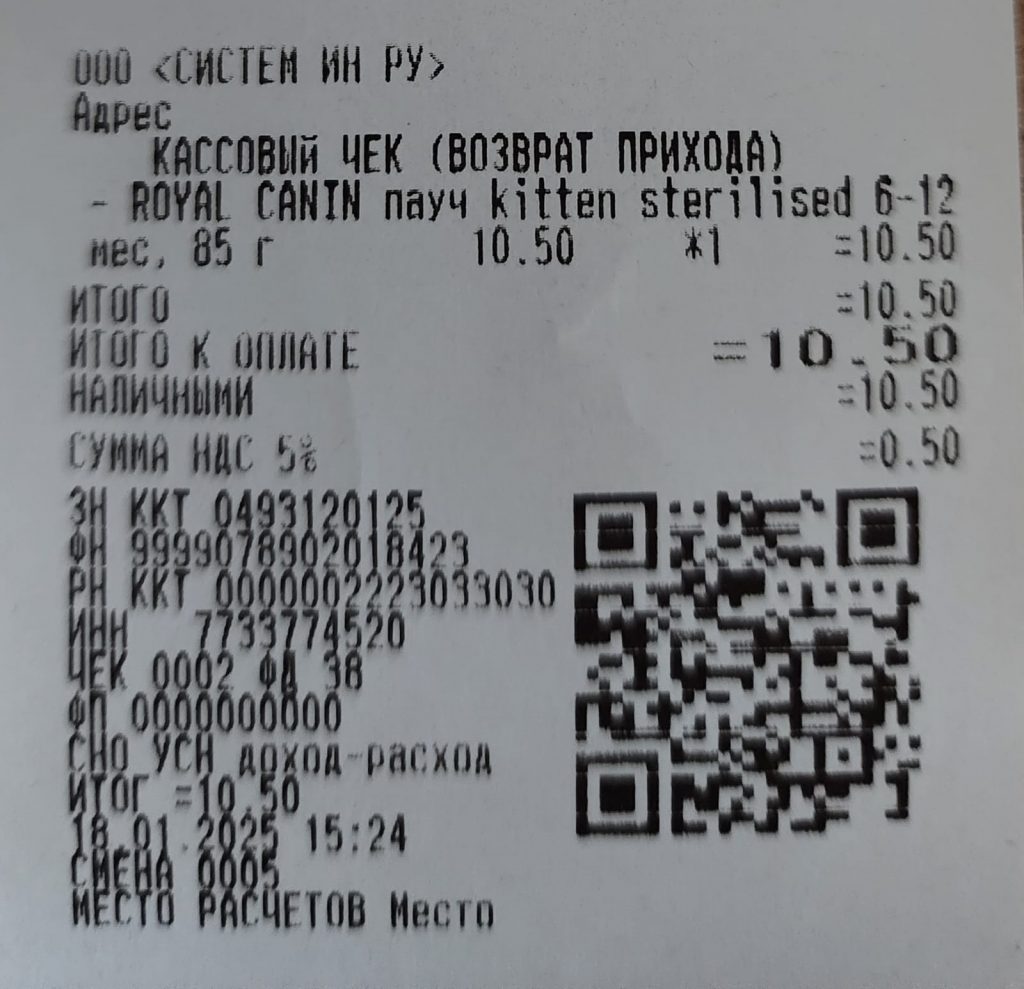 ООО <СИСТЕМ ИН РУ>
Адрес
КАССОВЫЙ ЧЕК (ВОЗВРАТ ПРИХОДА)
- ROYAL CANIN пауч kitten sterilised 6-12
мес, 85 г 10.50 *1 =10.50
ИТОГО =10.50
ИТОГО К ОПЛАТЕ =10.50
НАЛИЧНЫМИ =10.50
СУММА НДС 5% =0.50
ЗН ККТ 0493120125
ФН 9999078902018423
РН ККТ 0000002223033030
ИНН 7733774520
ЧЕК 0002 ФД 38
ФП 0000000000
СНО УСН доход-расход
ИТОГ =10.50
18.01.2025 15:24
СМЕНА 0005
МЕСТО РАСЧЕТОВ Место